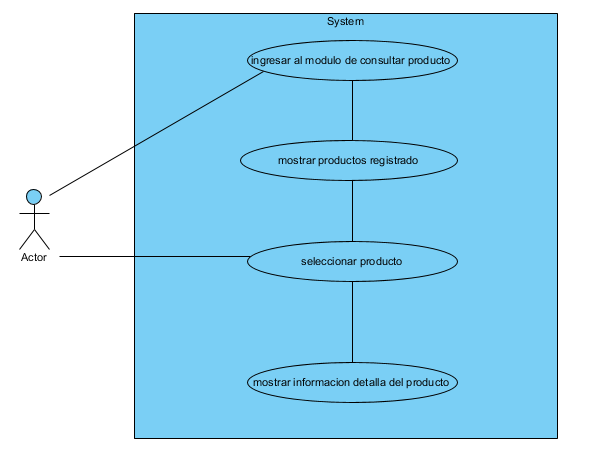 System
ingresar al modulo de consultar producto
mostrar productos registrado
Actor
seleccionar producto
mostrar informacion detalla del producto